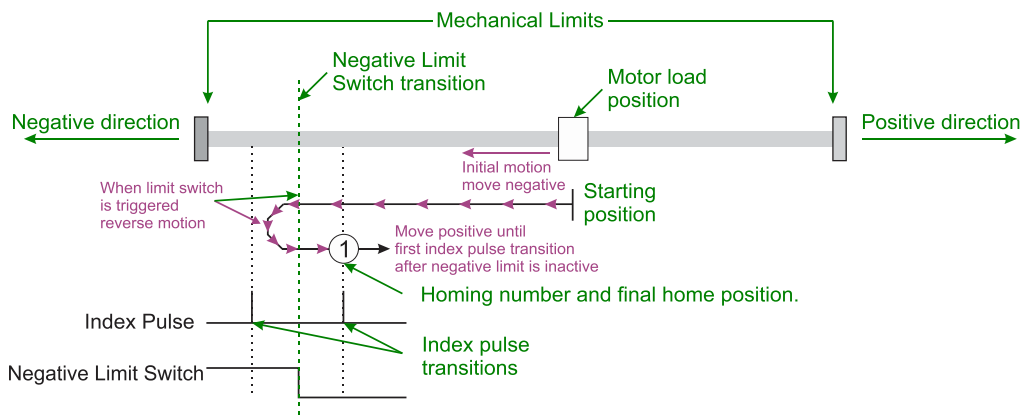 Mechanical Limits
Negative Limit
Switch transition
Motor load
position
Negative direction
Positive direction
Initial motion
move negative
When limit switch
is triggered
reverse motion
Starting
position
1
Move positive until
first index pulse transition
after negative limit is inactive
Homing number and final home position.
Index Pulse
Index pulse
transitions
Negative Limit Switch